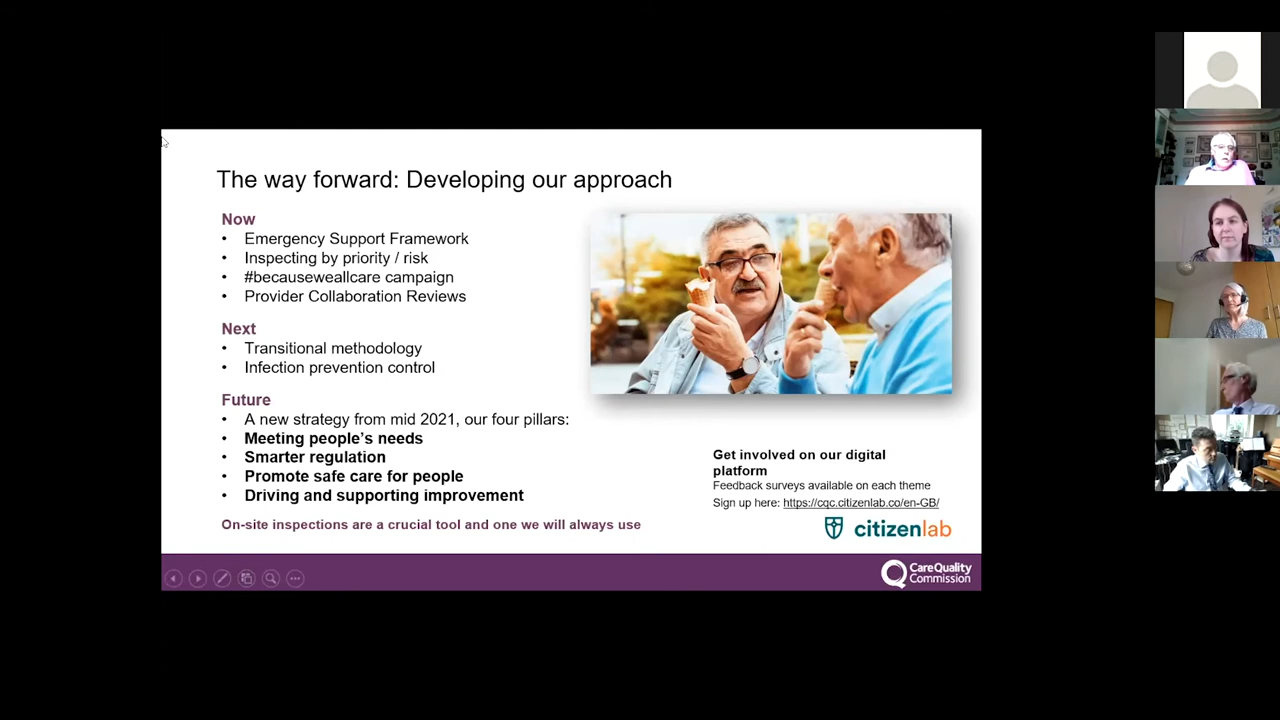 The way forward: Developing our approach
Now
• Emergency Support Framework
• Inspecting by priority / risk
• #becauseweallcare campaign
• Provider Collaboration Reviews
Next
• Transitional methodology
• Infection prevention control
Future
• A new strategy from mid 2021, our four pillars:
• Meeting people's needs
• Smarter regulation
• Promote safe care for people
• Driving and supporting improvement
On-site inspections are a crucial tool and one we will always use
Get involved on our digital
platform
Feedback surveys available on each theme
Sign up here: https://cqc.citizenlab.co/en-GB/
citizenlab
CareQuality
Commission